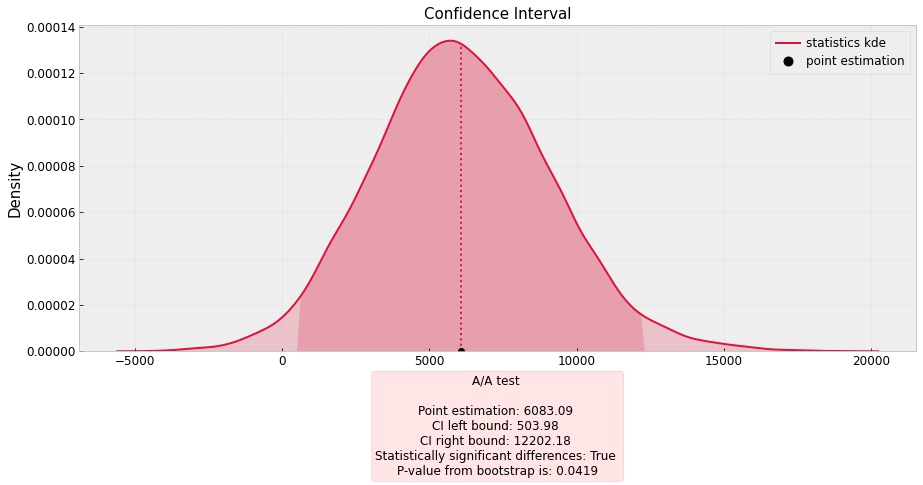 Confidence Interval
0.00014
0.00012
0.00010
0.00008
0.00006
0.00004
0.00002
0.00000
Density
statistics kde
point estimation
−5000 0 5000 10000 15000 20000
A/A test
Point estimation: 6083.09
CI left bound: 503.98
CI right bound: 12202.18
Statistically significant differences: True
P-value from bootstrap is: 0.0419